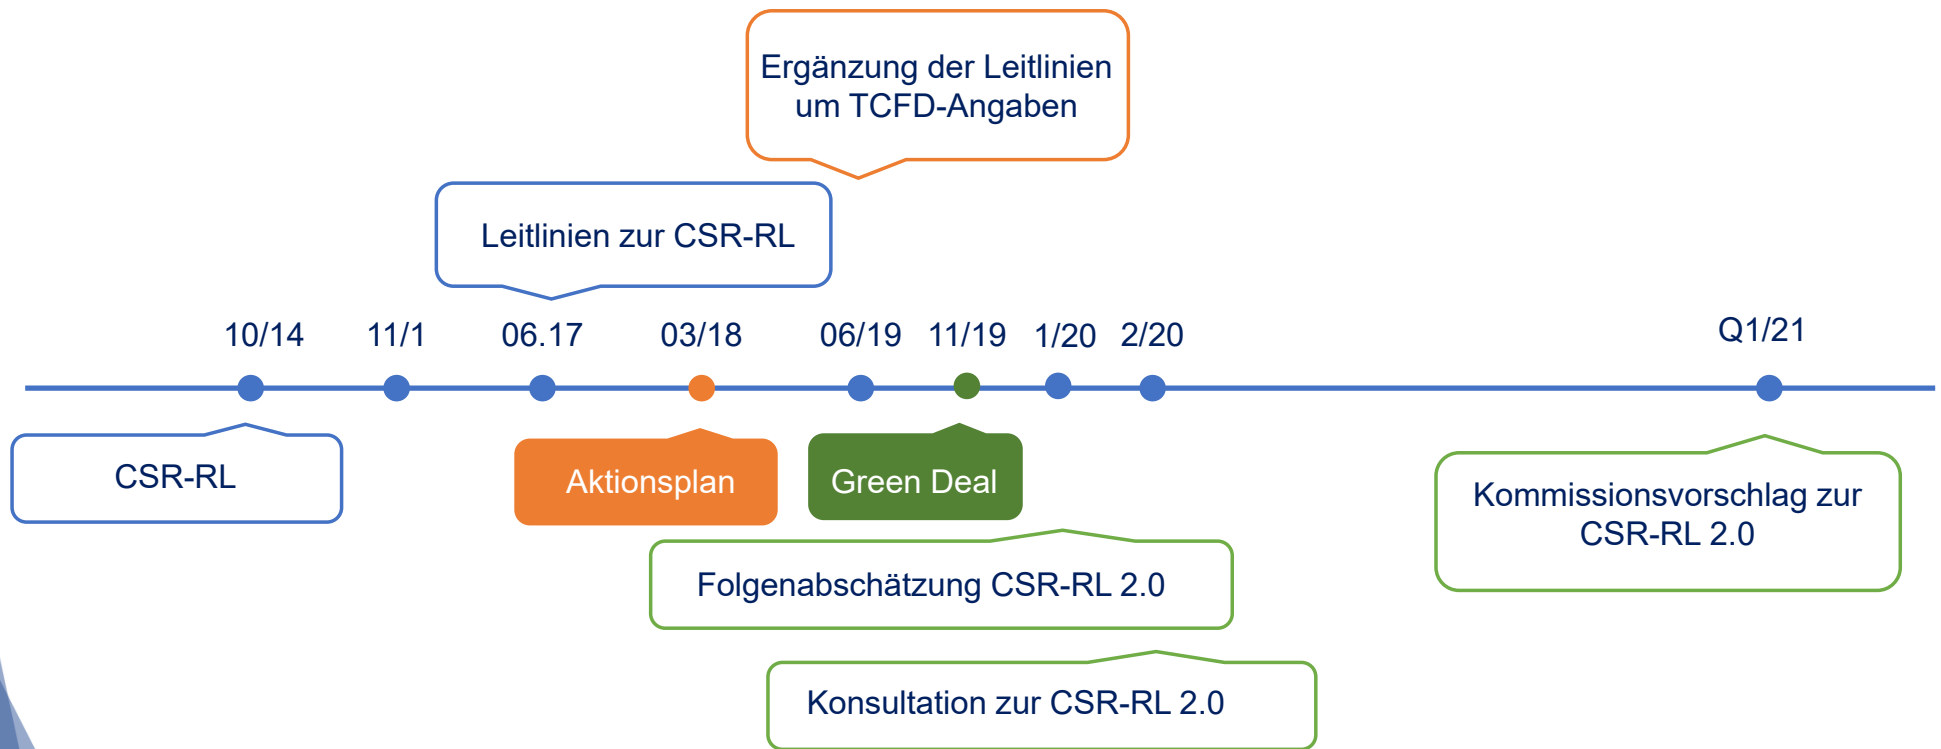 Ergänzung der Leitlinien
um TCFD-Angaben
Leitlinien zur CSR-RL
10/14
11/1
06.17
03/18
06/19
11/19
1/20
2/20
Q1/21
CSR-RL
Aktionsplan
Green Deal
Kommissionsvorschlag zur
CSR-RL 2.0
Folgenabschätzung CSR-RL 2.0
Konsultation zur CSR-RL 2.0